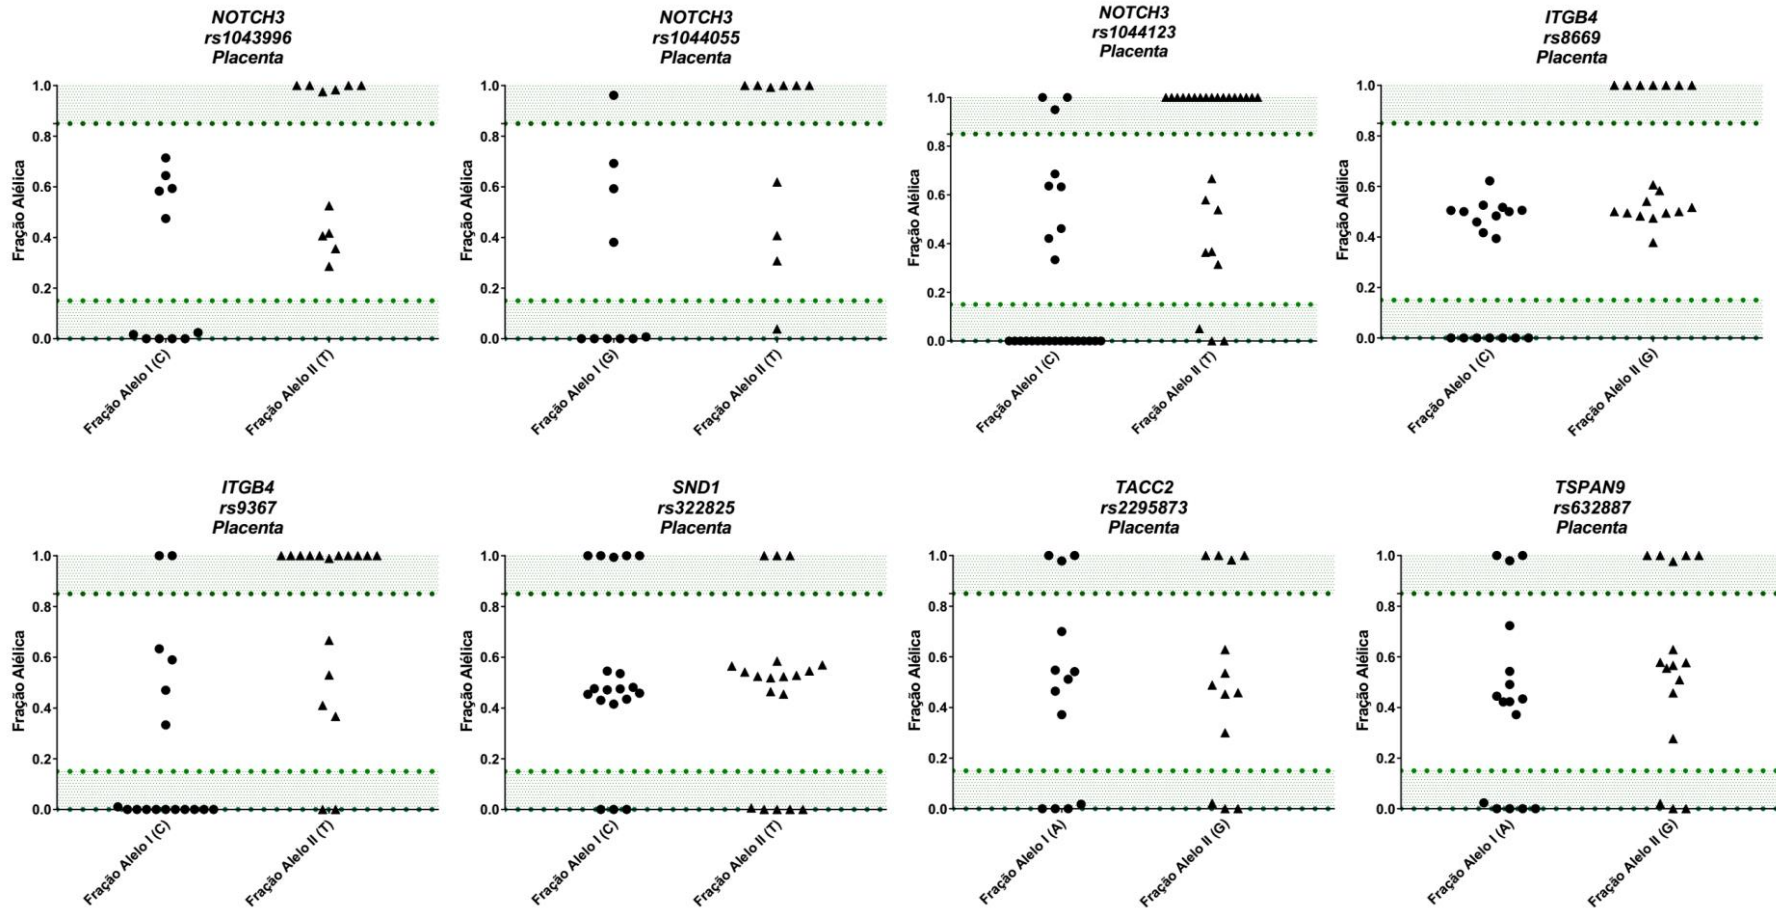 NOTCH3
rs1043996
Placenta
Fração Alélica
1.0
0.8
0.6
0.4
0.2
0.0
Fração Alelo I (C)
Fração Alelo II (T)
NOTCH3
rs1044055
Placenta
Fração Alélica
1.0
0.8
0.6
0.4
0.2
0.0
Fração Alelo I (G)
Fração Alelo II (T)
NOTCH3
rs1044123
Placenta
Fração Alélica
1.0
0.8
0.6
0.4
0.2
0.0
Fração Alelo I (C)
Fração Alelo II (T)
ITGB4
rs8669
Placenta
Fração Alélica
1.0
0.8
0.6
0.4
0.2
0.0
Fração Alelo I (C)
Fração Alelo II (G)
ITGB4
rs9367
Placenta
Fração Alélica
1.0
0.8
0.6
0.4
0.2
0.0
Fração Alelo I (C)
Fração Alelo II (T)
SND1
rs322825
Placenta
Fração Alélica
1.0
0.8
0.6
0.4
0.2
0.0
Fração Alelo I (C)
Fração Alelo II (T)
TACC2
rs2295873
Placenta
Fração Alélica
1.0
0.8
0.6
0.4
0.2
0.0
Fração Alelo I (A)
Fração Alelo II (G)
TSPAN9
rs632887
Placenta
Fração Alélica
1.0
0.8
0.6
0.4
0.2
0.0
Fração Alelo I (A)
Fração Alelo II (G)